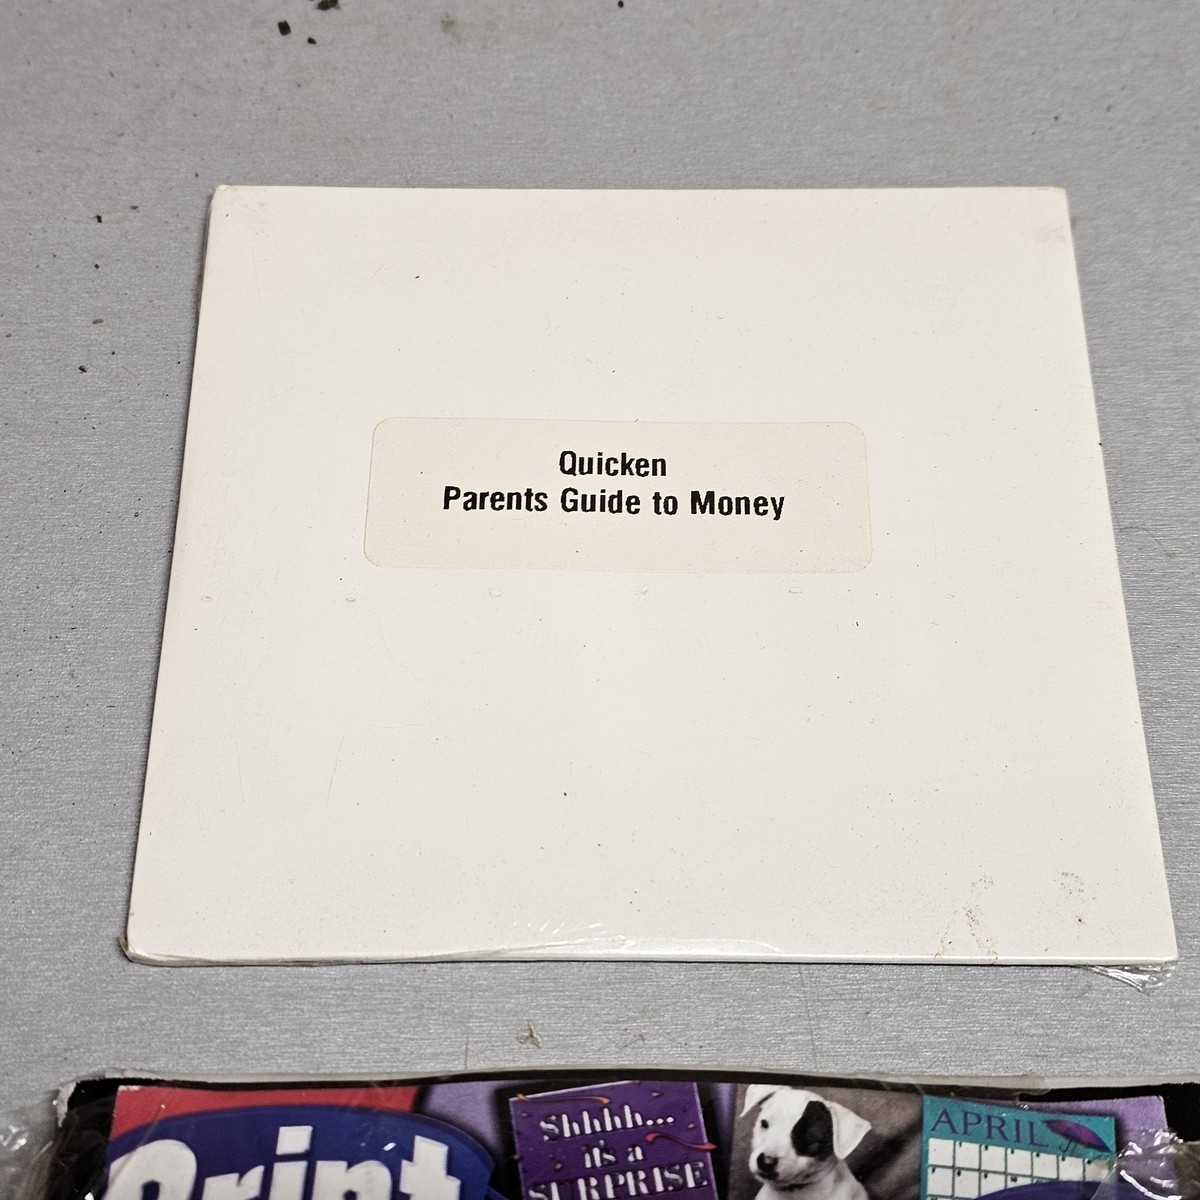 Quicken
Parents Guide to Money
Print
Shhhh...
it's a
SURPRISE
APRIL